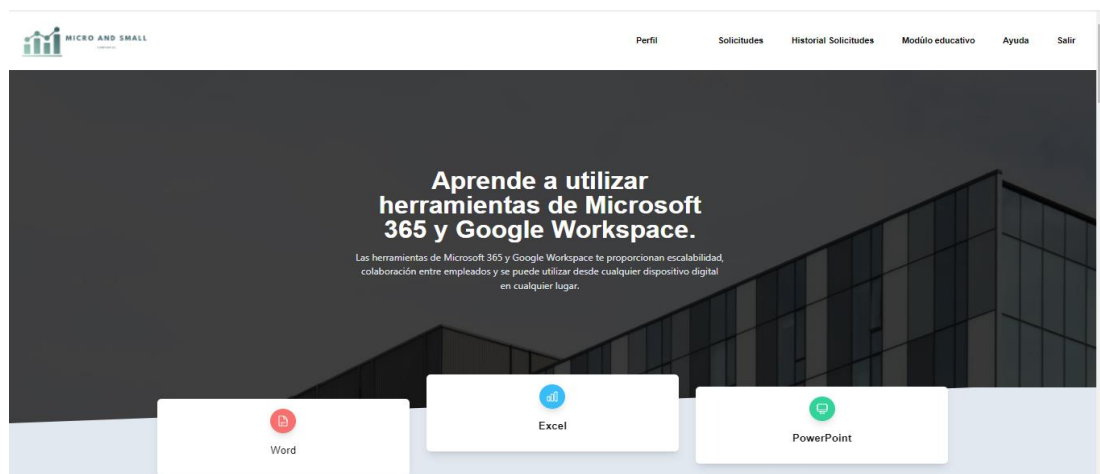 MICRO AND SMALL
Perfil Solicitudes Historial Solicitudes Modúlo educativo Ayuda Salir
Aprende a utilizar
herramientas de Microsoft
365 y Google Workspace.
Las herramientas de Microsoft 365 y Google Workspace te proporcionan escalabilidad,
colaboración entre empleados y se puede utilizar desde cualquier dispositivo digital
en cualquier lugar.
Word
Excel
PowerPoint